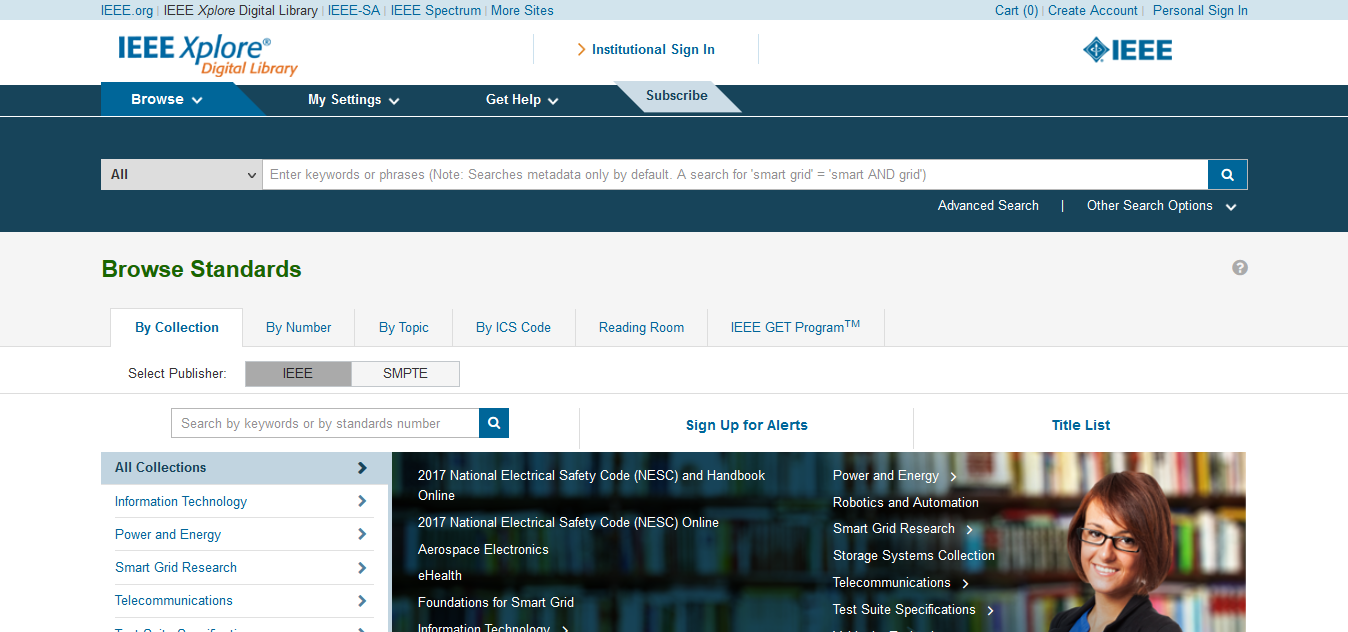 IEEE.org | IEEE Xplore Digital Library | IEEE-SA | IEEE Spectrum | More Sites
Cart (0) | Create Account | Personal Sign In
IEEE Xplore®
Digital Library
Institutional Sign In
IEEE
Browse
My Settings
Get Help
Subscribe
All
Enter keywords or phrases (Note: Searches metadata only by default. A search for 'smart grid' = 'smart AND grid')
Advanced Search | Other Search Options
Browse Standards
?
By Collection
By Number
By Topic
By ICS Code
Reading Room
IEEE GET Program™
Select Publisher:
IEEE
SMPTE
Search by keywords or by standards number
Sign Up for Alerts
Title List
All Collections
Information Technology
Power and Energy
Smart Grid Research
Telecommunications
2017 National Electrical Safety Code (NESC) and Handbook
Online
2017 National Electrical Safety Code (NESC) Online
Aerospace Electronics
eHealth
Foundations for Smart Grid
Information Technology
Power and Energy
Robotics and Automation
Smart Grid Research
Storage Systems Collection
Telecommunications
Test Suite Specifications